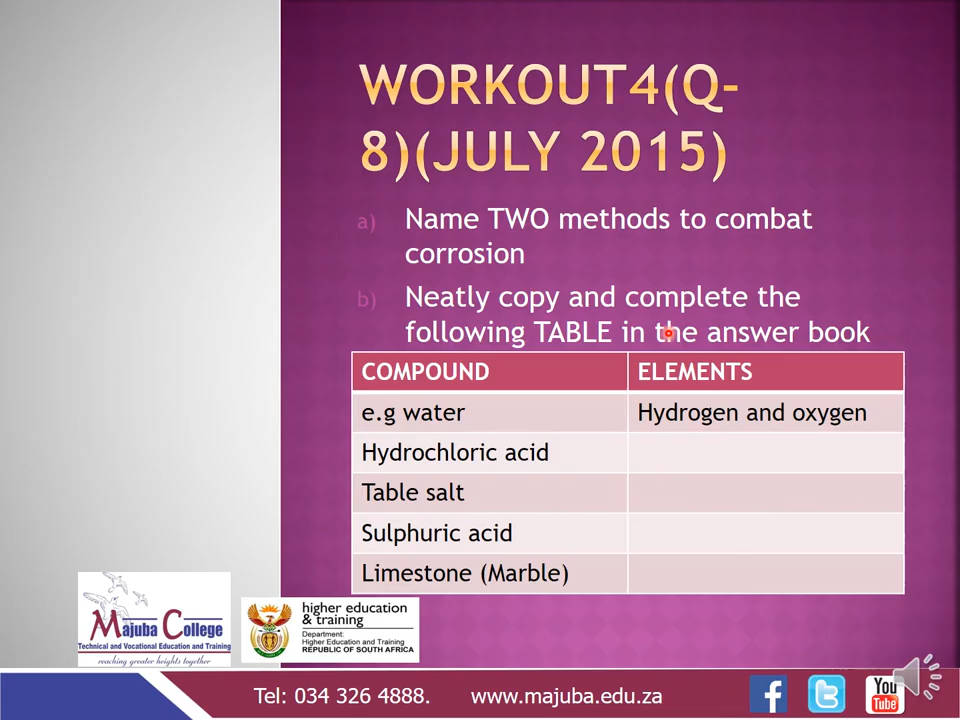 WORKOUT4(Q-
8)(JULY 2015)
a) Name TWO methods to combat
corrosion
b) Neatly copy and complete the
following TABLE in the answer book
COMPOUND ELEMENTS
e.g water Hydrogen and oxygen
Hydrochloric acid
Table salt
Sulphuric acid
Limestone (Marble)
Majuba College
Technical and Vocational Education and Training
reaching greater heights together
higher education
& training
Department:
Higher Education and Training
REPUBLIC OF SOUTH AFRICA
Tel: 034 326 4888. www.majuba.edu.za
You
Tube